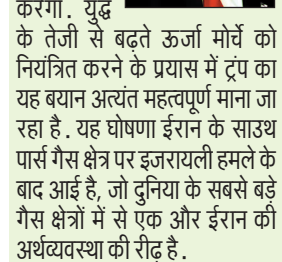 करेगा. युद्ध
के तेजी से बढ़ते ऊर्जा मोर्चे को
नियंत्रित करने के प्रयास में ट्रंप का
यह बयान अत्यंत महत्वपूर्ण माना जा
रहा है. यह घोषणा ईरान के साउथ
पार्स गैस क्षेत्र पर इजरायली हमले के
बाद आई है, जो दुनिया के सबसे बड़े
गैस क्षेत्रों में से एक और ईरान की
अर्थव्यवस्था की रीढ़ है.